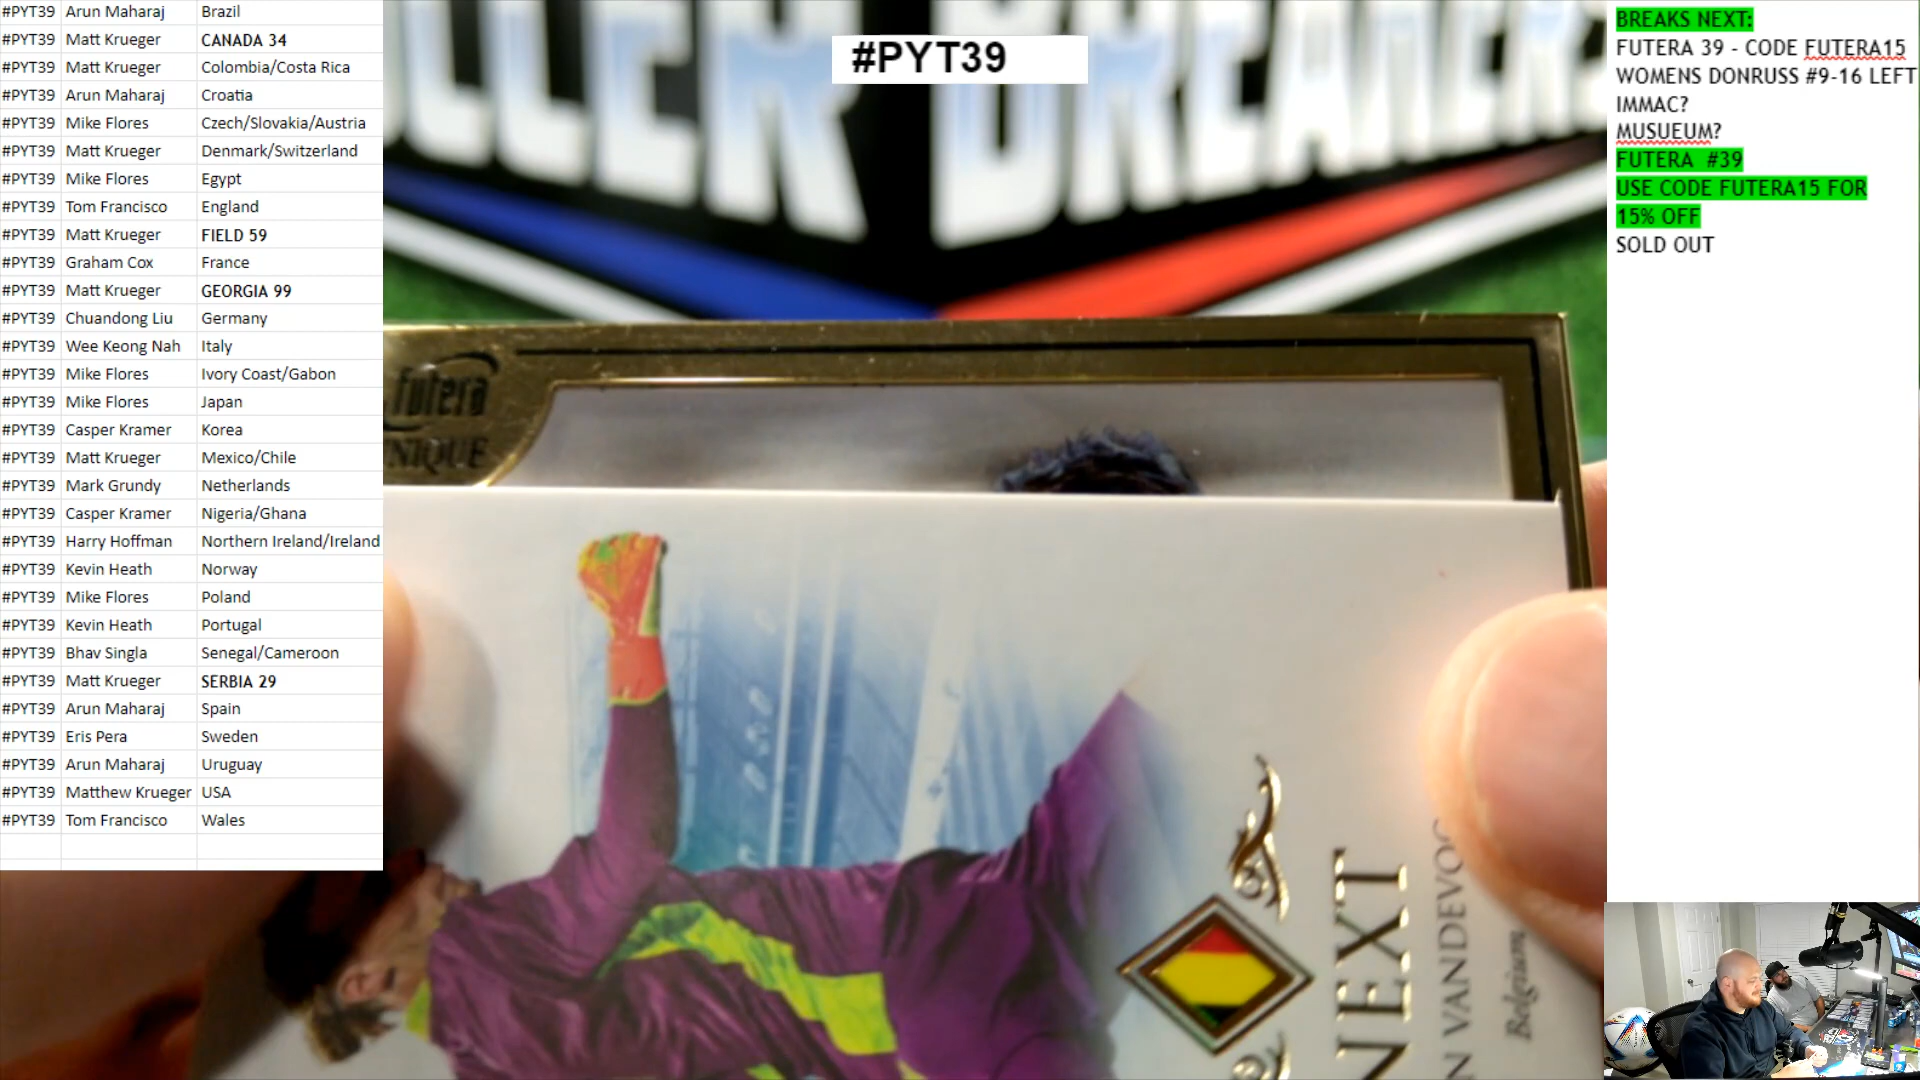 #PYT39 Arun Maharaj Brazil
#PYT39 Matt Krueger CANADA 34
#PYT39 Matt Krueger Colombia/Costa Rica
#PYT39 Arun Maharaj Croatia
#PYT39 Mike Flores Czech/Slovakia/Austria
#PYT39 Matt Krueger Denmark/Switzerland
#PYT39 Mike Flores Egypt
#PYT39 Tom Francisco England
#PYT39 Matt Krueger FIELD 59
#PYT39 Graham Cox France
#PYT39 Matt Krueger GEORGIA 99
#PYT39 Chuandong Liu Germany
#PYT39 Wee Keong Nah Italy
#PYT39 Mike Flores Ivory Coast/Gabon
#PYT39 Mike Flores Japan
#PYT39 Casper Kramer Korea
#PYT39 Matt Krueger Mexico/Chile
#PYT39 Mark Grundy Netherlands
#PYT39 Casper Kramer Nigeria/Ghana
#PYT39 Harry Hoffman Northern Ireland/Ireland
#PYT39 Kevin Heath Norway
#PYT39 Mike Flores Poland
#PYT39 Kevin Heath Portugal
#PYT39 Bhav Singla Senegal/Cameroon
#PYT39 Matt Krueger SERBIA 29
#PYT39 Arun Maharaj Spain
#PYT39 Eris Pera Sweden
#PYT39 Arun Maharaj Uruguay
#PYT39 Matthew Krueger USA
#PYT39 Tom Francisco Wales
#PYT39
futera
NIQUE
NEXT
N VANDEVOO
Belgium
BREAKS NEXT:
FUTERA 39 - CODE FUTERA15
WOMENS DONRUSS #9-16 LEFT
IMMAC?
MUSUEUM?
FUTERA #39
USE CODE FUTERA15 FOR
15% OFF
SOLD OUT